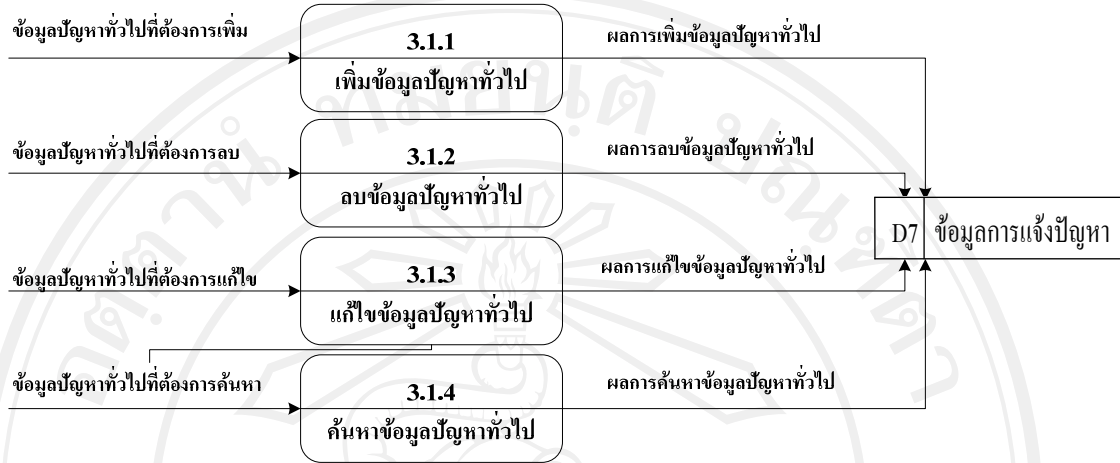 ข้อมูลปัญหาทั่วไปที่ต้องการเพิ่ม
3.1.1
เพิ่มข้อมูลปัญหาทั่วไป
ผลการเพิ่มข้อมูลปัญหาทั่วไป
ข้อมูลปัญหาทั่วไปที่ต้องการลบ
3.1.2
ลบข้อมูลปัญหาทั่วไป
ผลการลบข้อมูลปัญหาทั่วไป
D7 ข้อมูลการแจ้งปัญหา
ข้อมูลปัญหาทั่วไปที่ต้องการแก้ไข
3.1.3
แก้ไขข้อมูลปัญหาทั่วไป
ผลการแก้ไขข้อมูลปัญหาทั่วไป
ข้อมูลปัญหาทั่วไปที่ต้องการค้นหา
3.1.4
ค้นหาข้อมูลปัญหาทั่วไป
ผลการค้นหาข้อมูลปัญหาทั่วไป